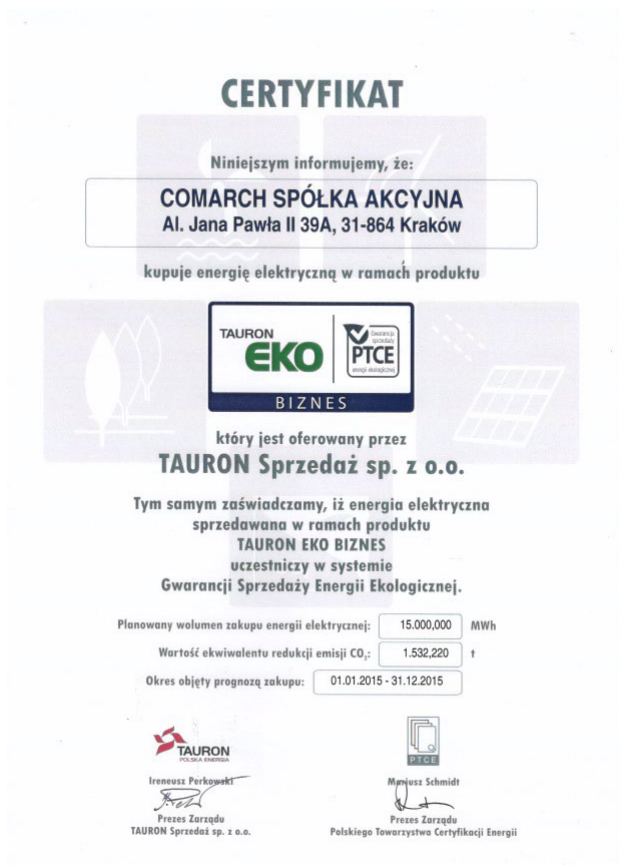 CERTYFIKAT
Niniejszym informujemy, że:
COMARCH SPÓŁKA AKCYJNA
Al. Jana Pawła II 39A, 31-864 Kraków
kupuje energię elektryczną w ramach produktu
TAURON
EKO
Gwarancja
sprzedaży
PTCE
energii ekologicznej
BIZNES
który jest oferowany przez
TAURON Sprzedaż sp. z o.o.
Tym samym zaświadczamy, iż energia elektryczna
sprzedawana w ramach produktu
TAURON EKO BIZNES
uczestniczy w systemie
Gwarancji Sprzedaży Energii Ekologicznej.
Planowany wolumen zakupu energii elektrycznej: 15.000,000 MWh
Wartość ekwiwalentu redukcji emisji CO₂: 1.532,220 t
Okres objęty prognozą zakupu: 01.01.2015 - 31.12.2015
TAURON
POLSKA ENERGIA
Ireneusz Perkowski
Prezes Zarządu
TAURON Sprzedaż sp. z o.o.
PTCE
Mariusz Schmidt
Prezes Zarządu
Polskiego Towarzystwa Certyfikacji Energii